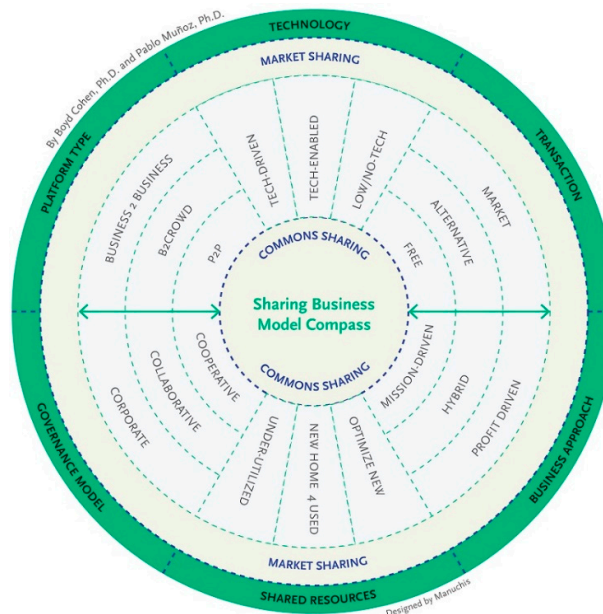 By Boyd Cohen, Ph.D. and Pablo Muñoz, Ph.D.
TECHNOLOGY
MARKET SHARING
PLATFORM TYPE
TRANSACTION
BUSINESS 2 BUSINESS
B2CROWD
P2P
TECH-DRIVEN
TECH-ENABLED
LOW/NO-TECH
FREE
ALTERNATIVE
MARKET
COMMONS SHARING
Sharing Business
Model Compass
COMMONS SHARING
CORPORATE
COLLABORATIVE
COOPERATIVE
UNDER-UTILIZED
NEW HOME 4 USED
OPTIMIZE NEW
MISSION-DRIVEN
HYBRID
PROFIT DRIVEN
GOVERNANCE MODEL
BUSINESS APPROACH
MARKET SHARING
SHARED RESOURCES
Designed by Manuchis